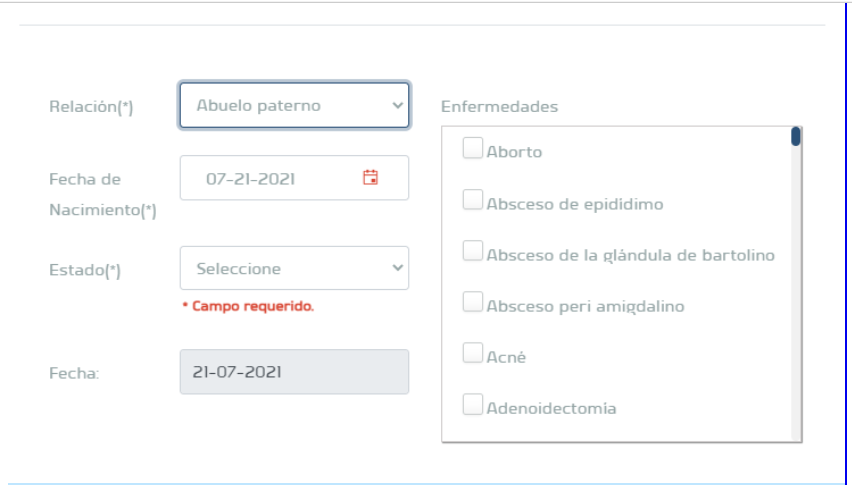 Relación(*)
Abuelo paterno
Fecha de
Nacimiento(*)
07-21-2021
Estado(*)
Seleccione
* Campo requerido.
Fecha:
21-07-2021
Enfermedades
Aborto
Absceso de epididimo
Absceso de la glándula de bartolino
Absceso peri amigdalino
Acné
Adenoidectomía